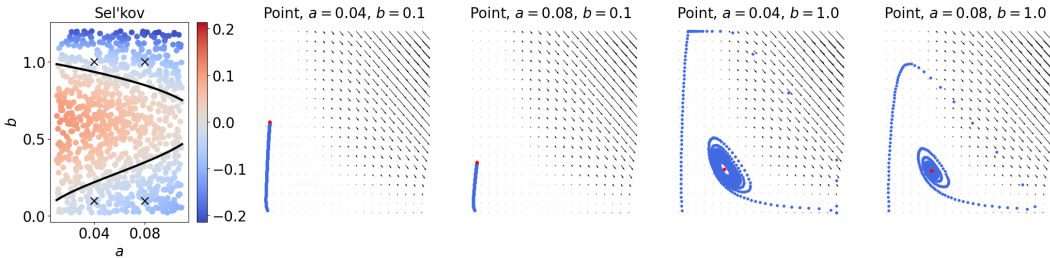 Sel'kov
Point, a = 0.04, b = 0.1
Point, a = 0.08, b = 0.1
Point, a = 0.04, b = 1.0
Point, a = 0.08, b = 1.0
b
1.0
0.5
0.0
0.04
0.08
a
0.2
0.1
0.0
−0.1
−0.2